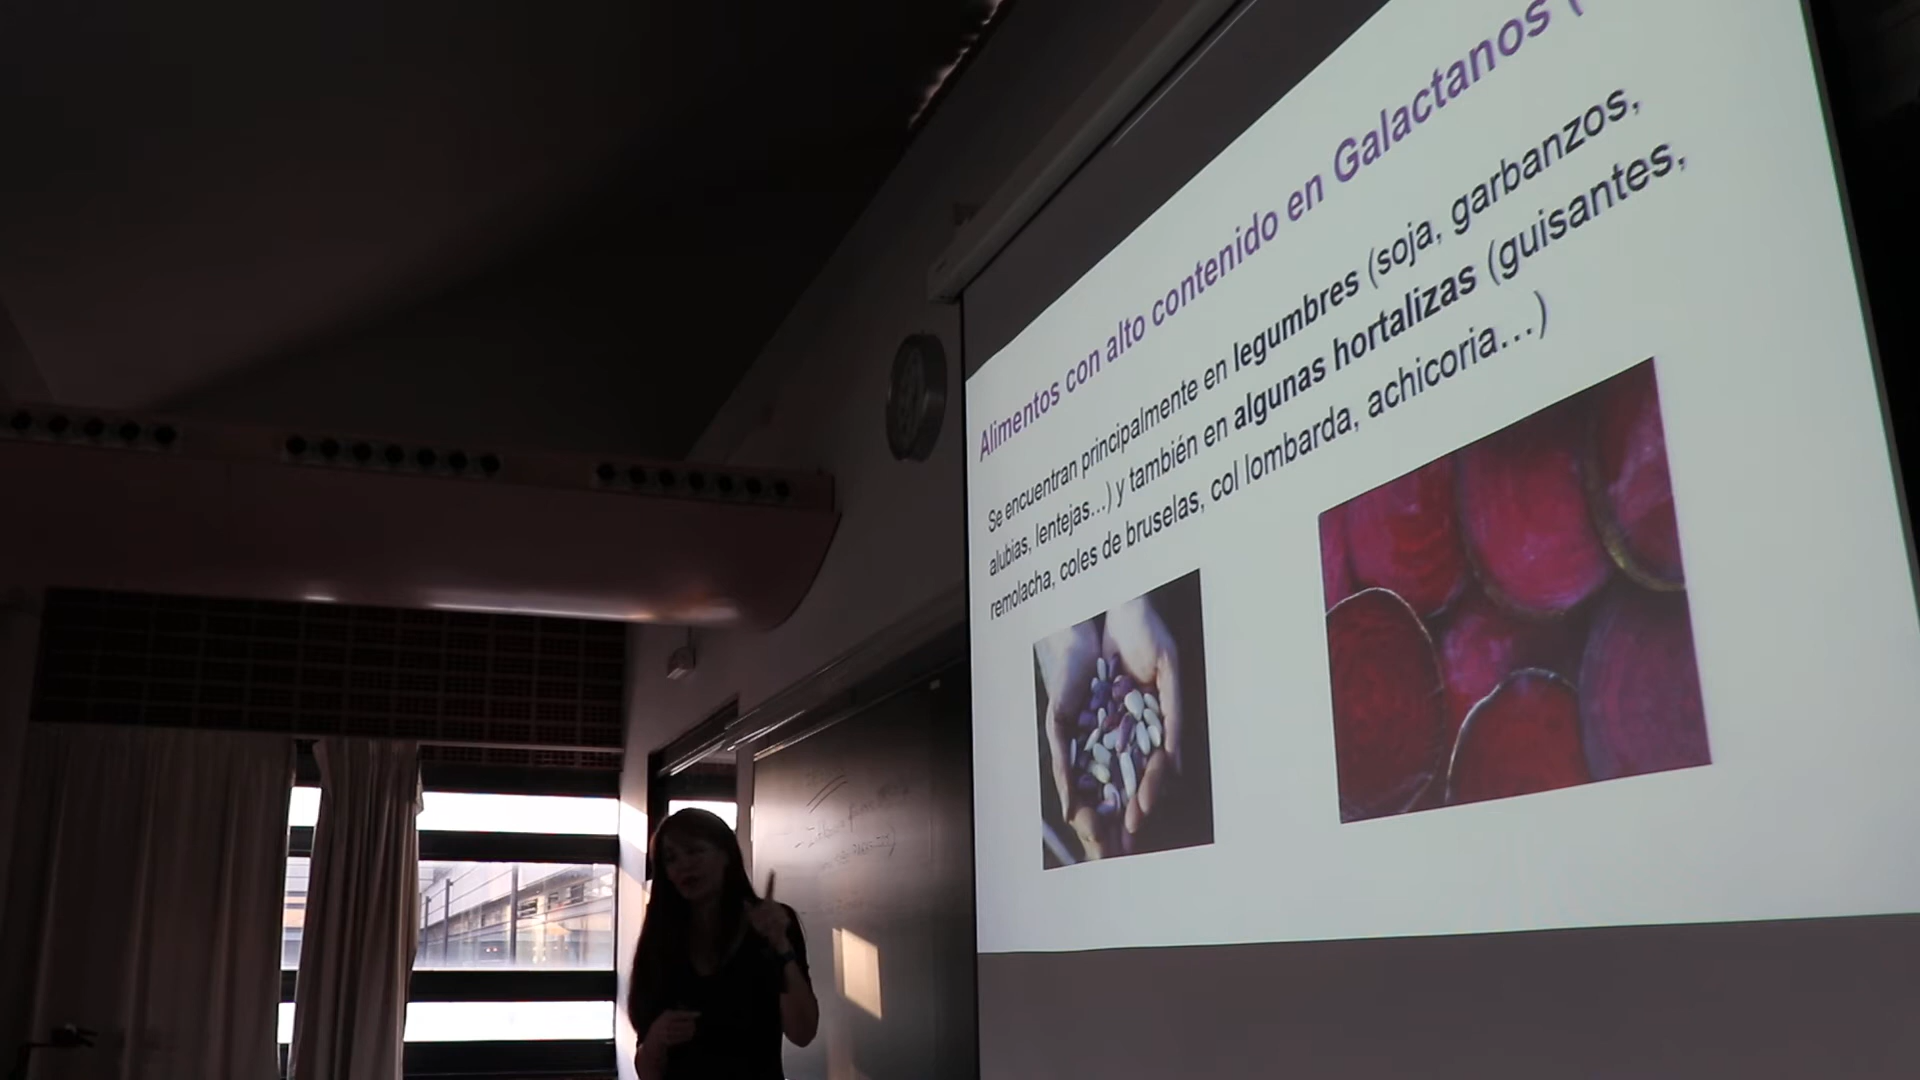 Alimentos con alto contenido en Galactanos (
Se encuentran principalmente en legumbres (soja, garbanzos,
alubias, lentejas...) y también en algunas hortalizas (guisantes,
remolacha, coles de bruselas, col lombarda, achicoria...)